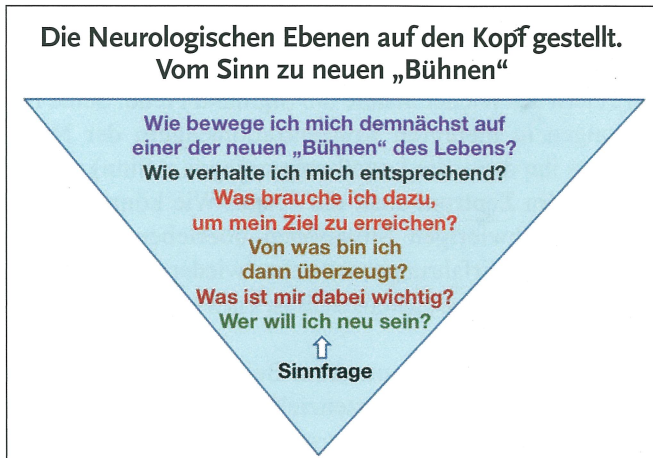 Die Neurologischen Ebenen auf den Kopf gestellt.
Vom Sinn zu neuen „Bühnen“
Wie bewege ich mich demnächst auf
einer der neuen „Bühnen“ des Lebens?
Wie verhalte ich mich entsprechend?
Was brauche ich dazu,
um mein Ziel zu erreichen?
Von was bin ich
dann überzeugt?
Was ist mir dabei wichtig?
Wer will ich neu sein?
Sinnfrage